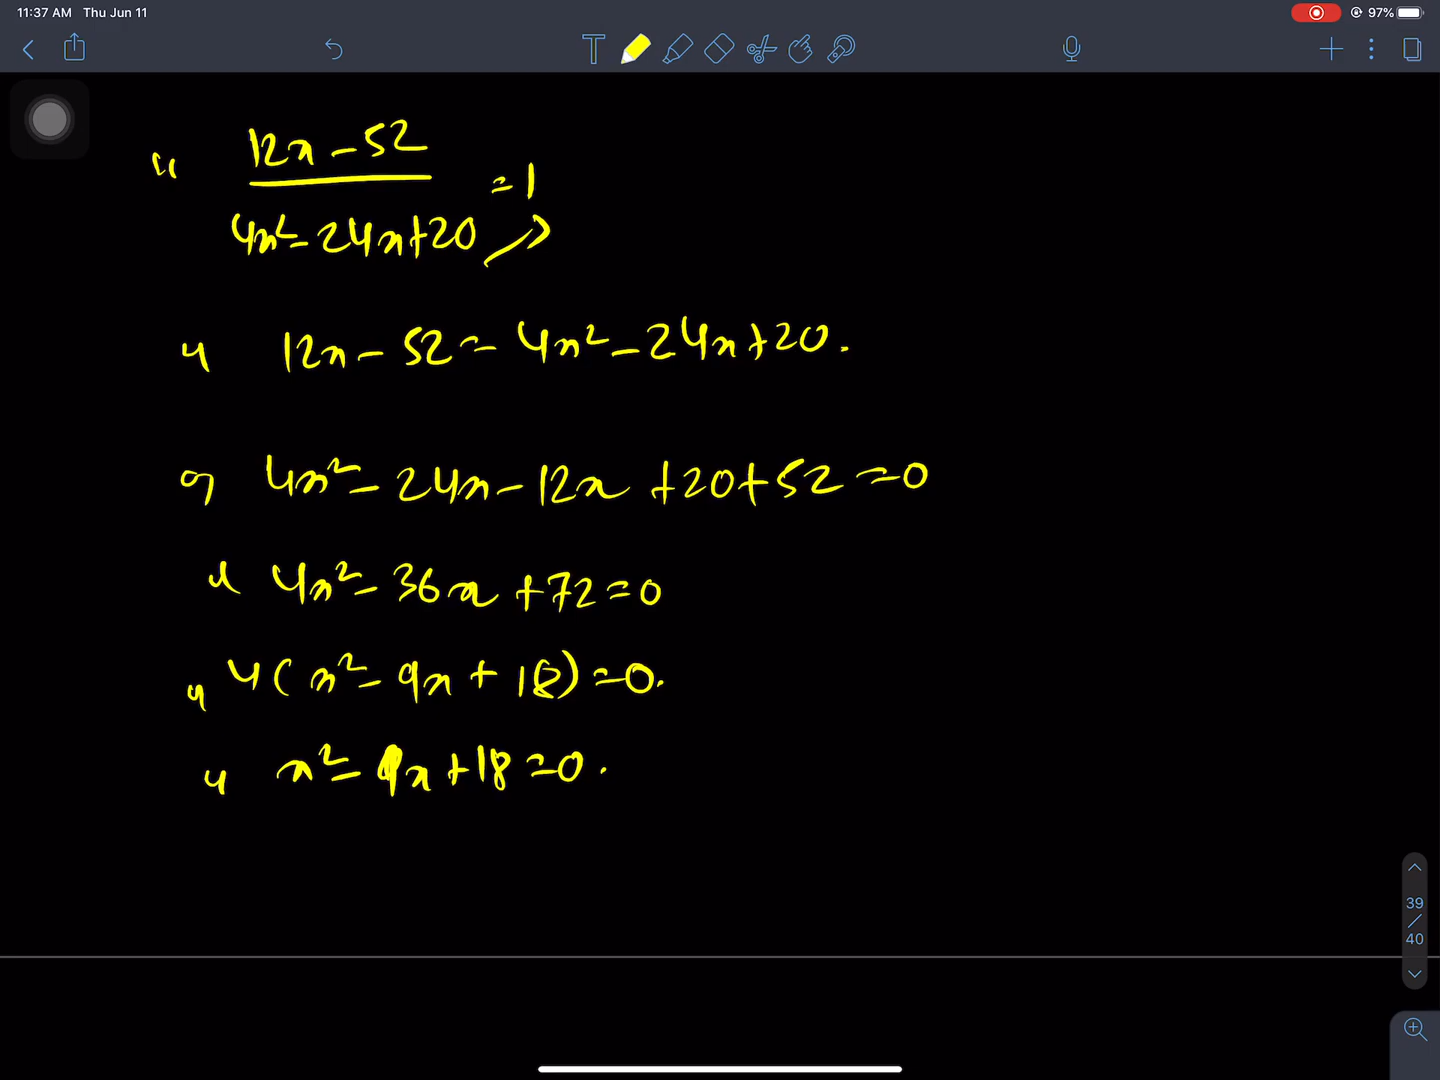 11:37 AM Thu Jun 11
97%
12x - 52
= 1
4x² - 24x + 20
12x - 52 = 4x² - 24x + 20.
4x² - 24x - 12x + 20 + 52 = 0
4x² - 36x + 72 = 0
4(x² - 9x + 18) = 0.
x² - 9x + 18 = 0.
39
/
40